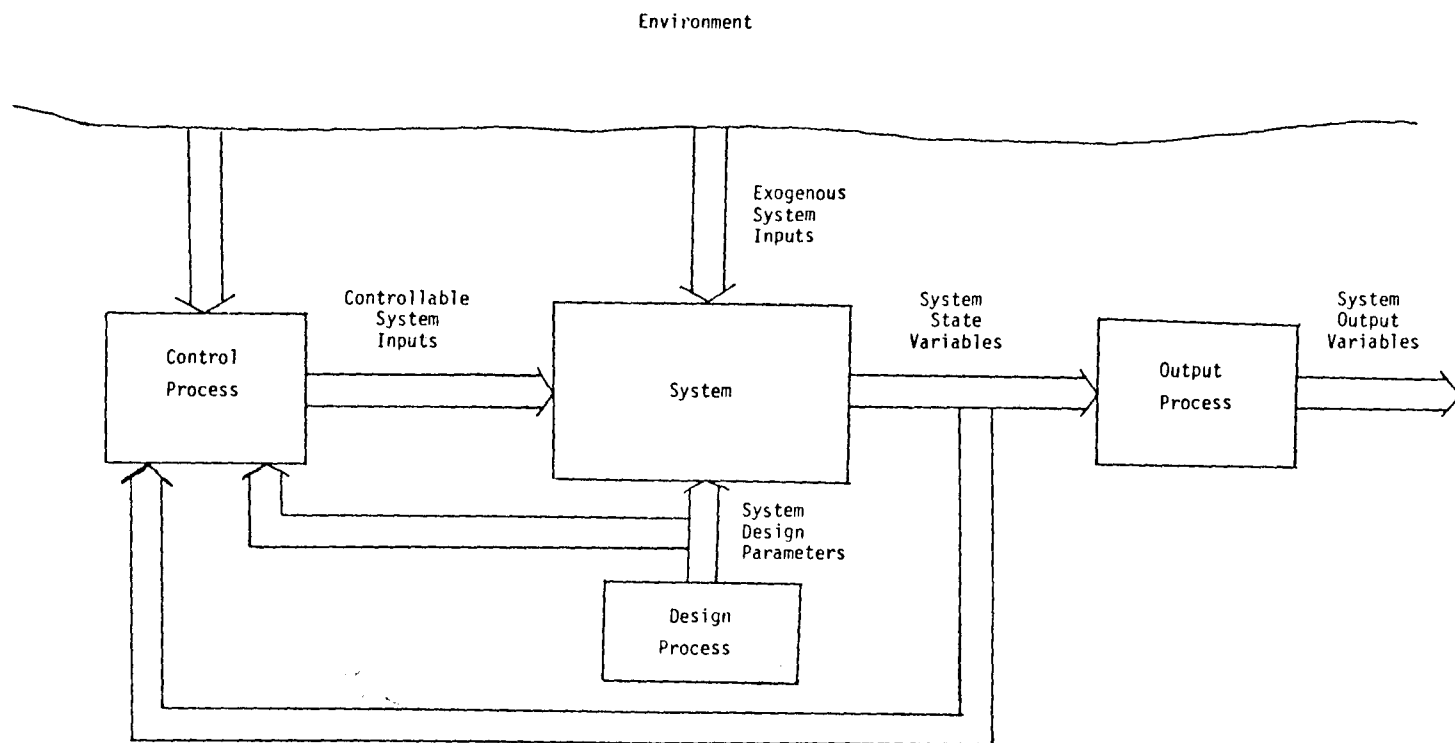 Environment
Exogenous
System
Inputs
Controllable
System
Inputs
System
State
Variables
System
Output
Variables
Control
Process
System
Output
Process
System
Design
Parameters
Design
Process